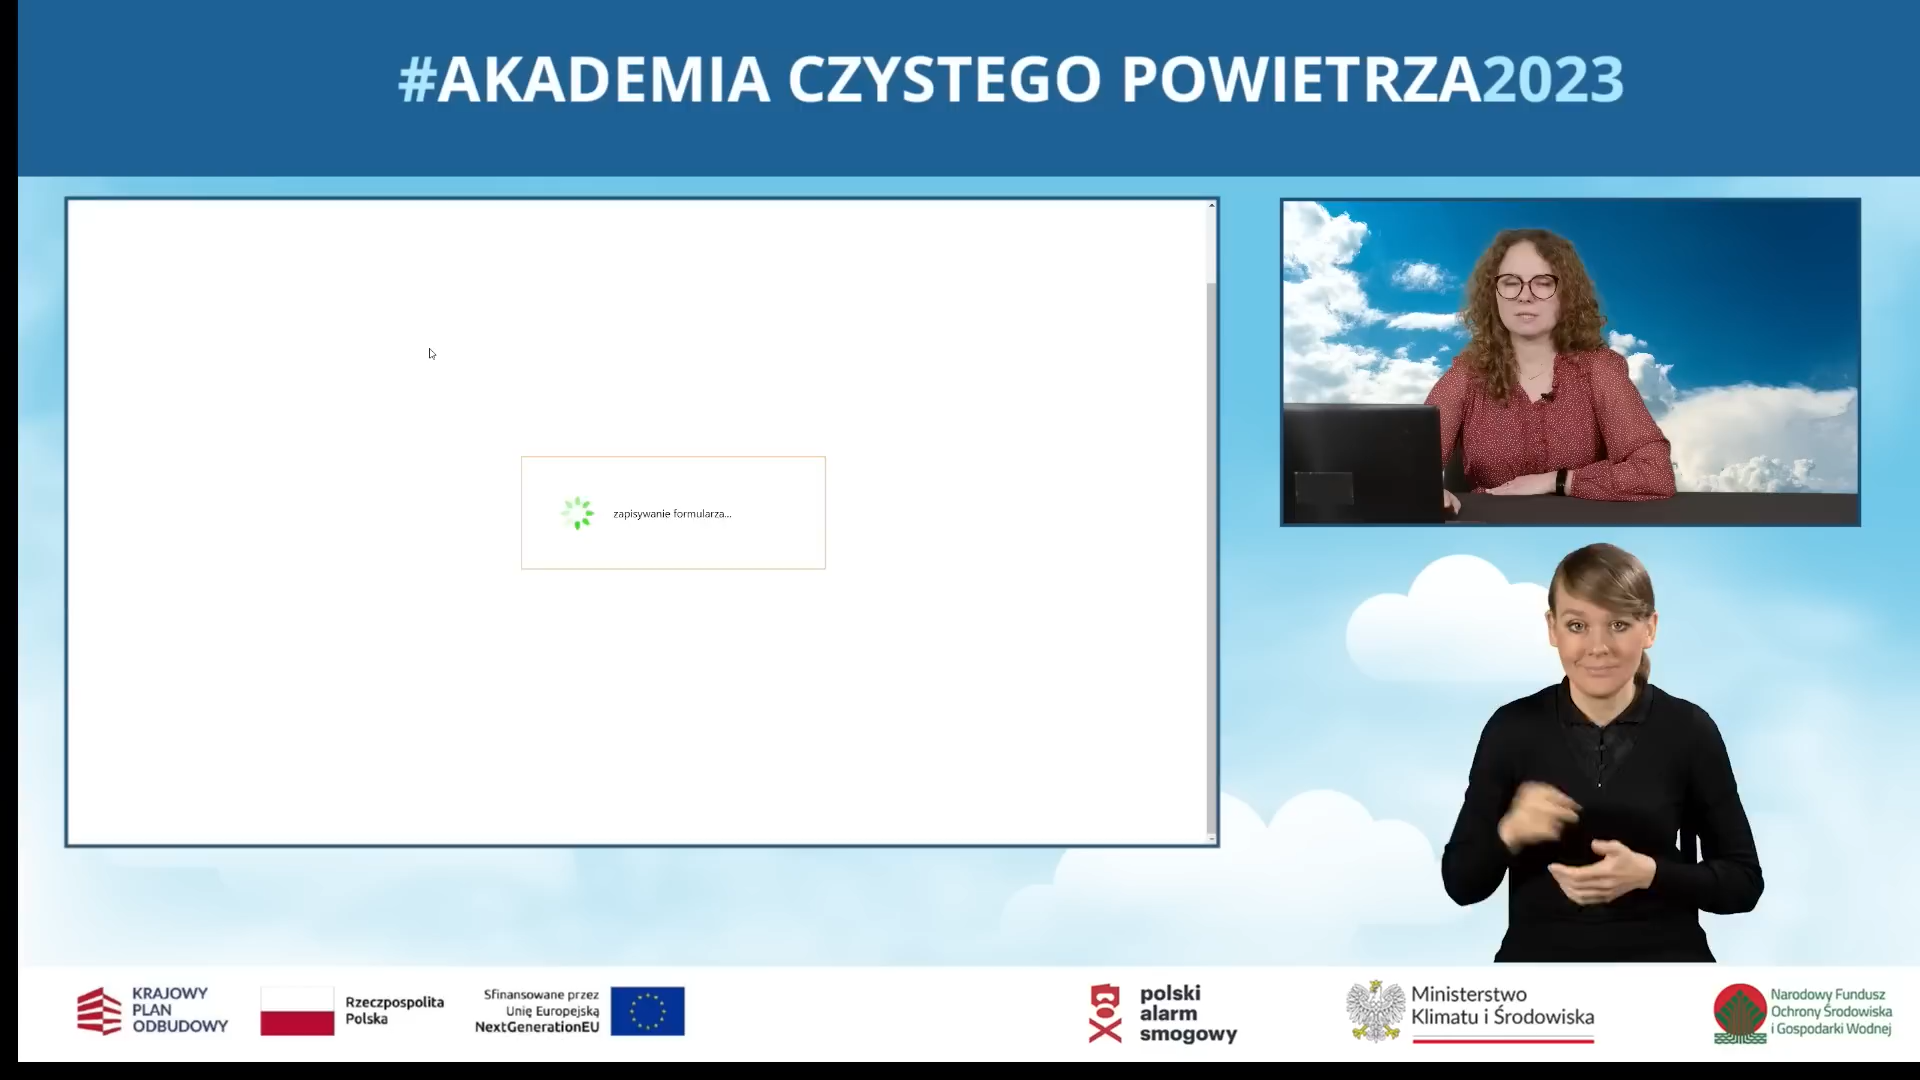 #AKADEMIA CZYSTEGO POWIETRZA2023
zapisywanie formularza...
KRAJOWY
PLAN
ODBUDOWY
Rzeczpospolita
Polska
Sfinansowane przez
Unię Europejską
NextGenerationEU
polski
alarm
smogowy
Ministerstwo
Klimatu i Środowiska
Narodowy Fundusz
Ochrony Środowiska
i Gospodarki Wodnej